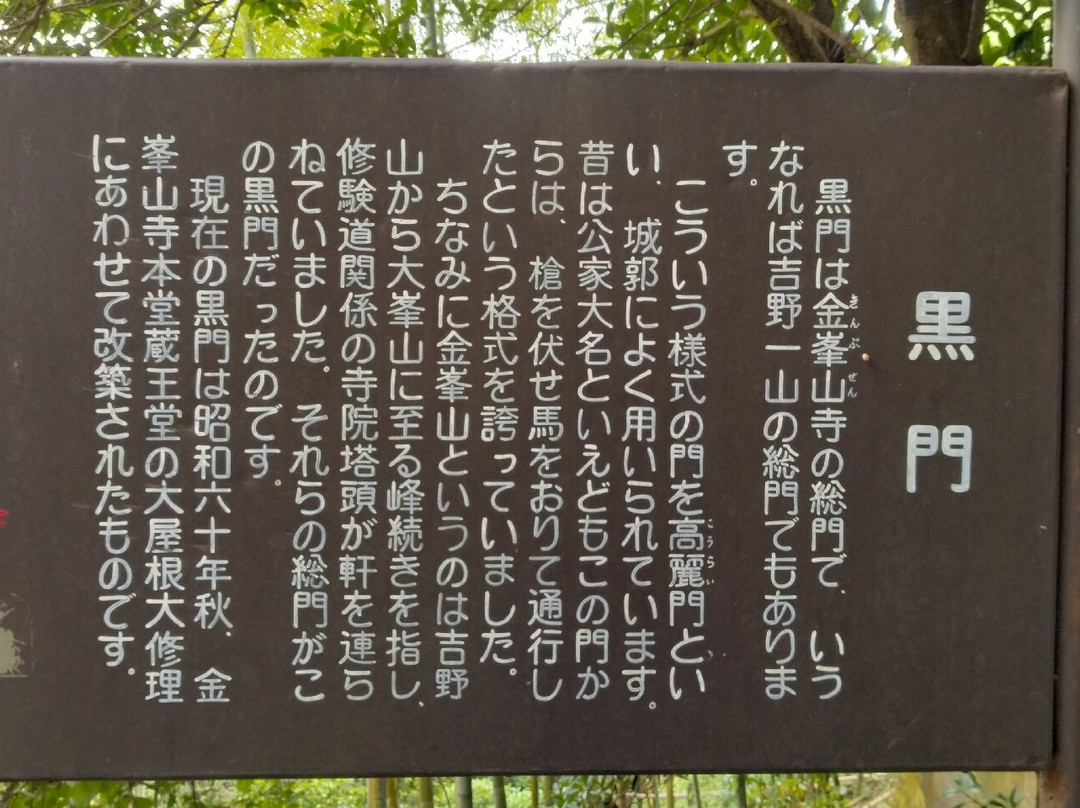 黒門
黒門は金峯山寺の総門で、いう
きんぶせん
なれば吉野一山の総門でもありま
す。
こういう様式の門を高麗門とい
こうらい
い、城郭によく用いられています。
昔は公家大名といえどもこの門か
らは、槍を伏せ馬をおりて通行し
たという格式を誇っていました。
ちなみに金峯山というのは吉野
山から大峯山に至る峰続きを指し、
修験道関係の寺院塔頭が軒を連ら
ねていました。それらの総門がこ
の黒門だったのです。
現在の黒門は昭和六十年秋、金
峯山寺本堂蔵王堂の大屋根大修理
にあわせて改築されたものです。